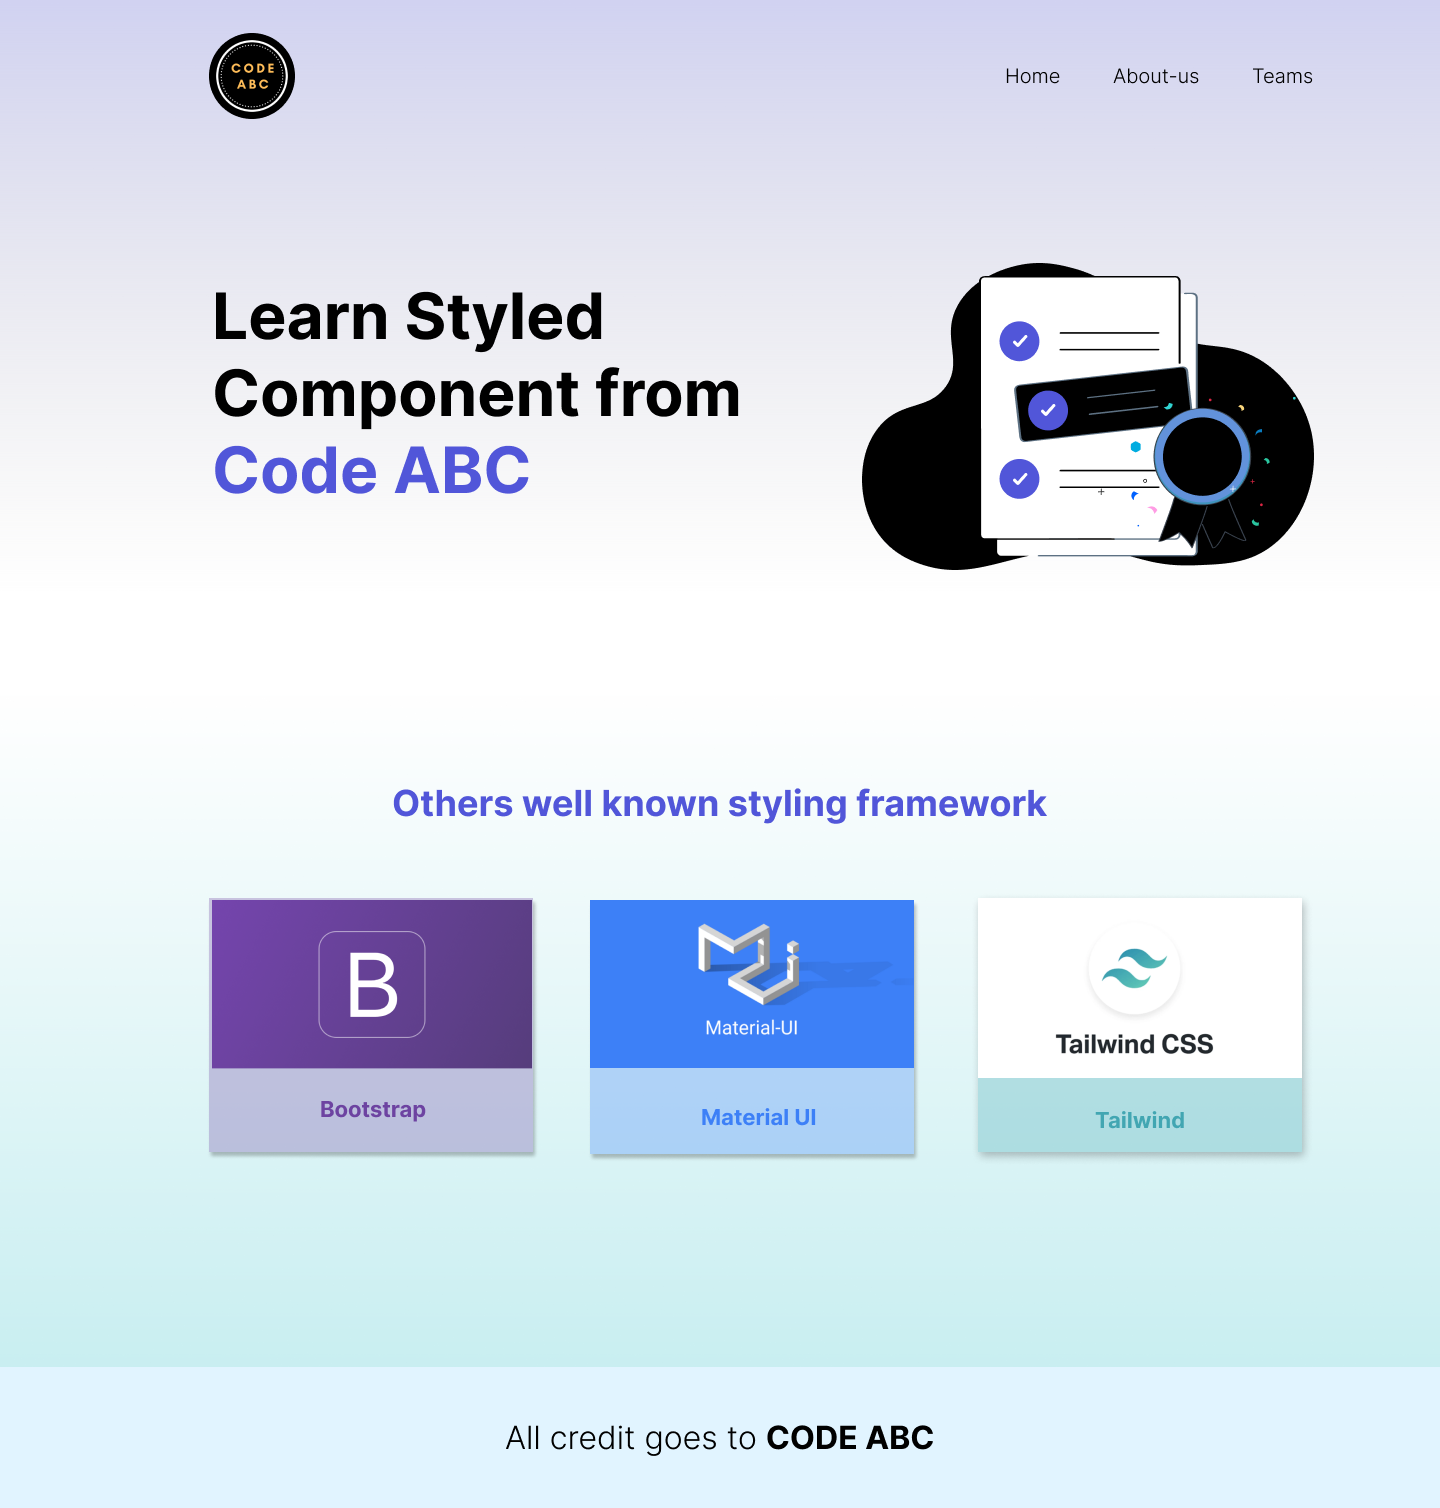 CODE
ABC
Home About-us Teams
Learn Styled
Component from
Code ABC
Others well known styling framework
B
Material-UI
Tailwind CSS
Bootstrap
Material UI
Tailwind
All credit goes to CODE ABC